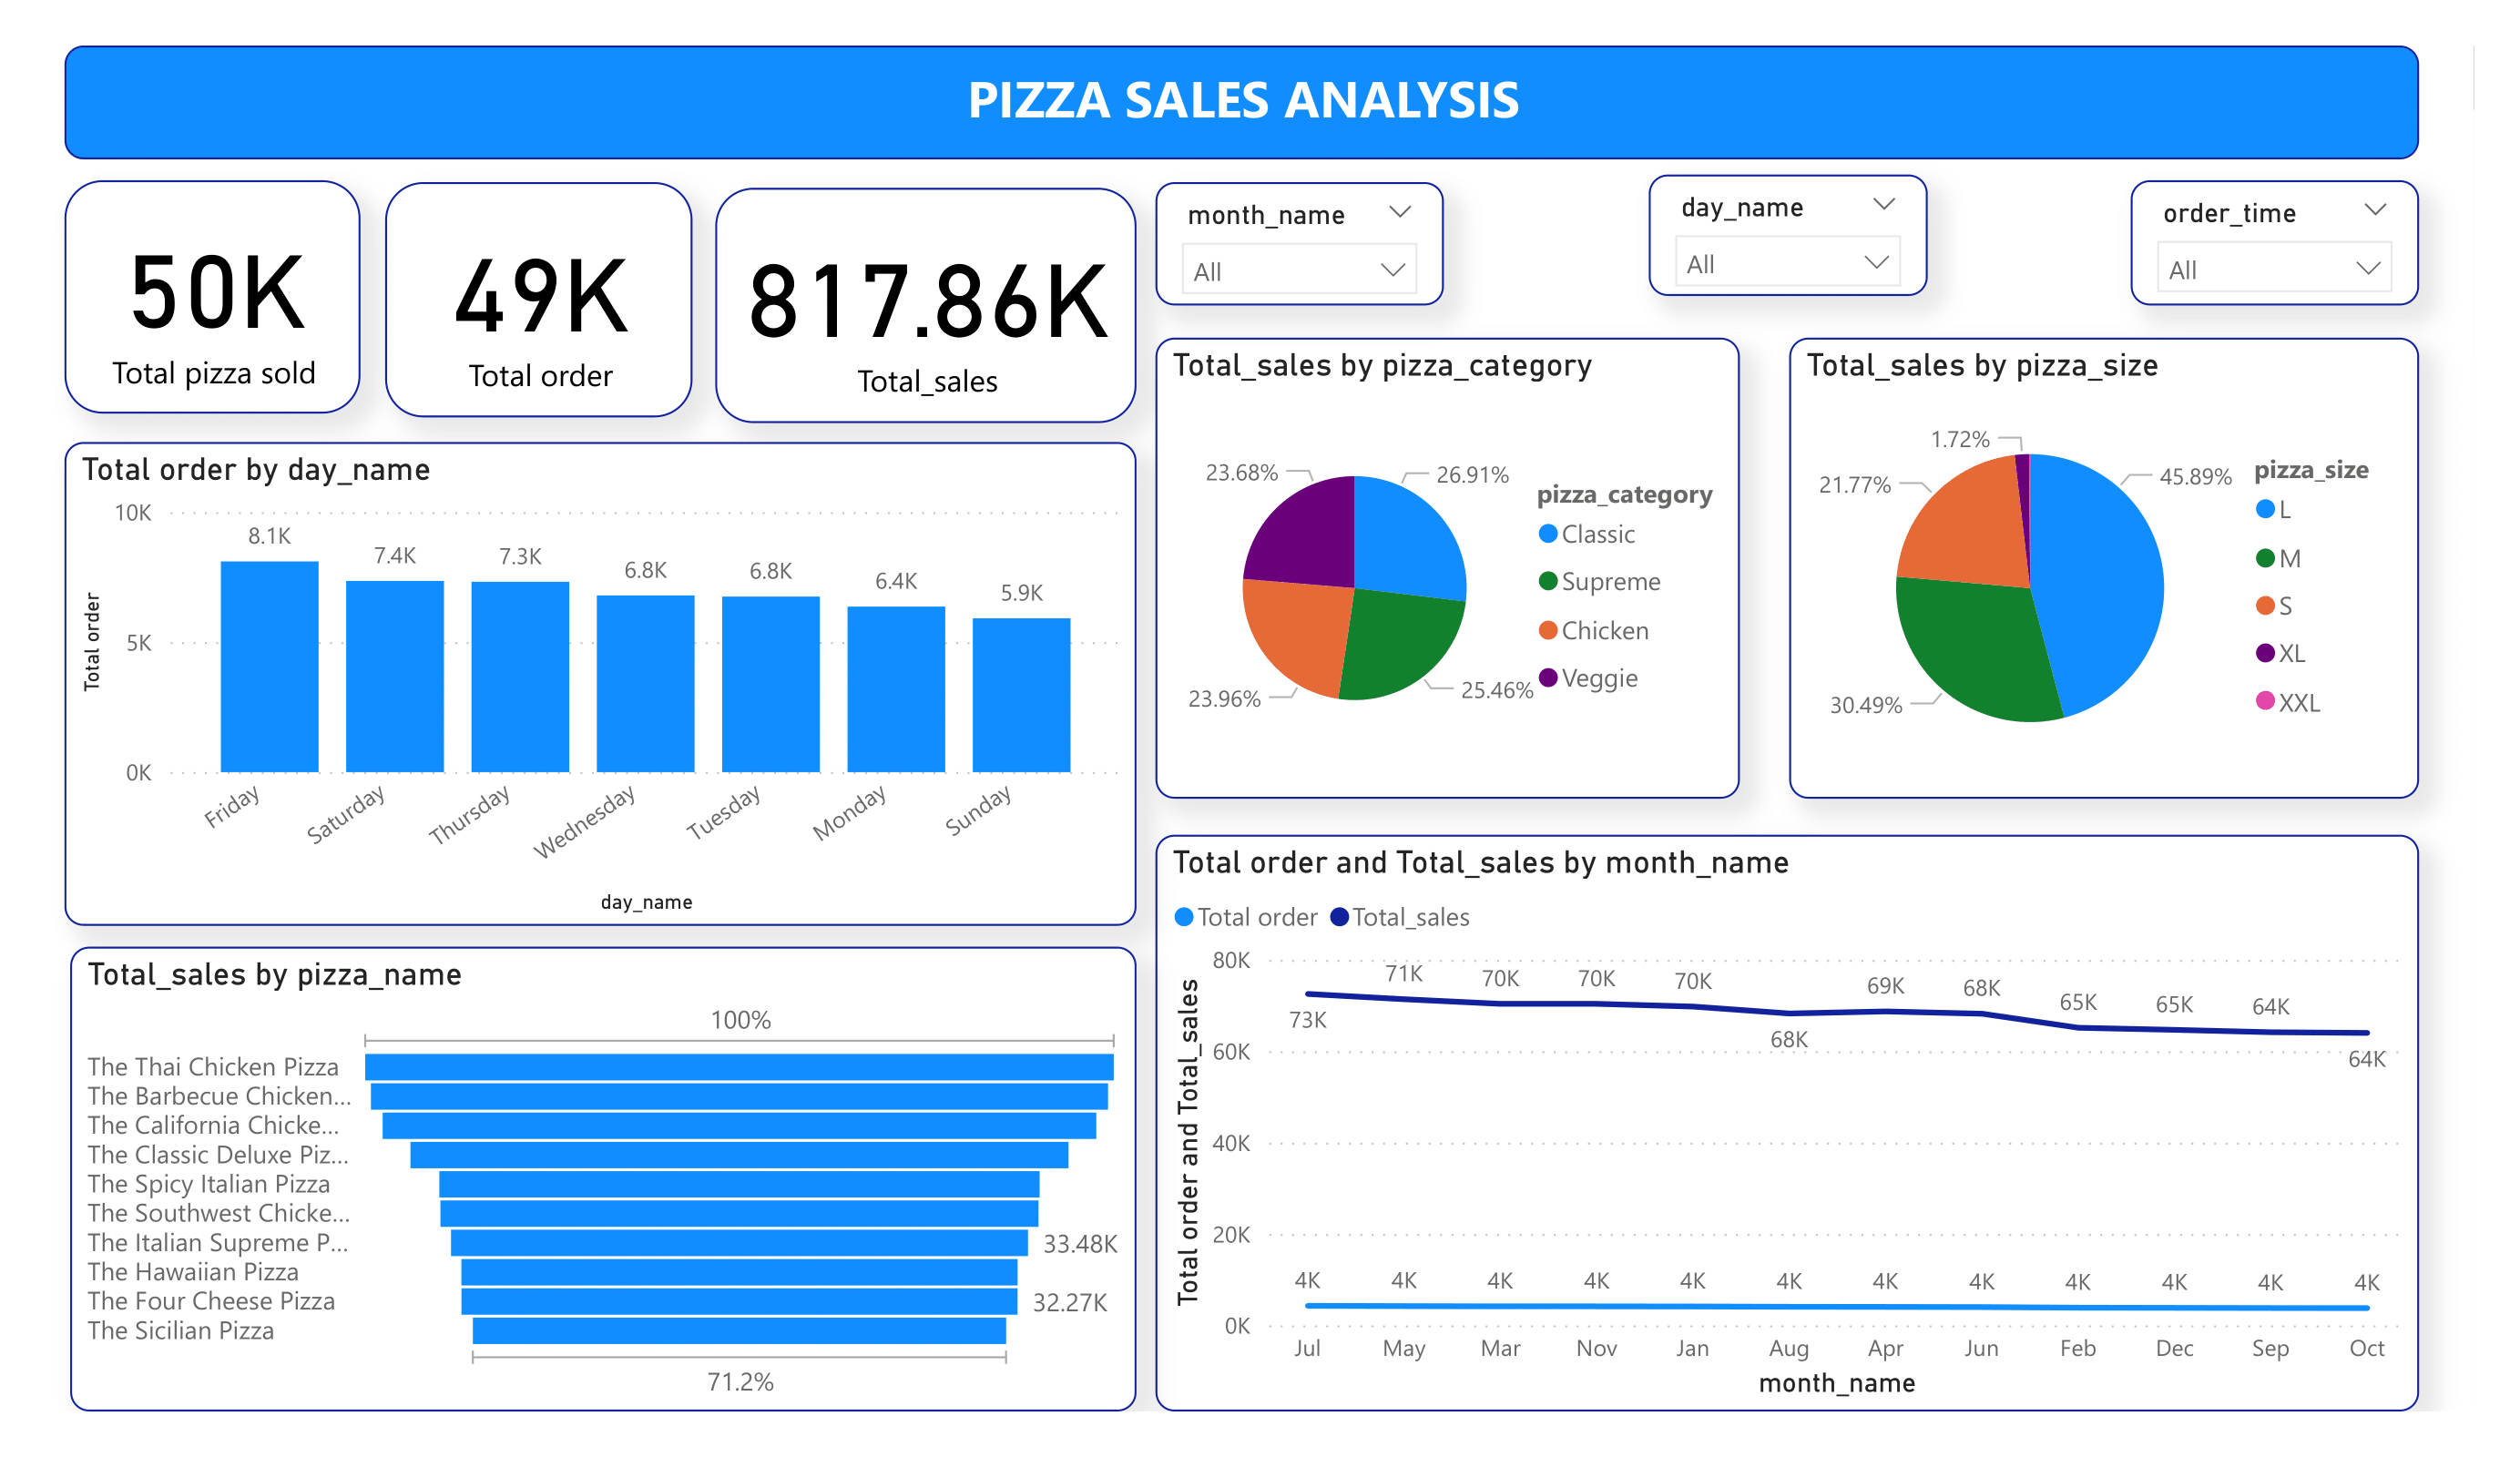 PIZZA SALES ANALYSIS
50K
Total pizza sold
49K
Total order
817.86K
Total_sales
month_name
All
day_name
All
order_time
All
Total order by day_name
Total order
10K
5K
0K
8.1K
7.4K
7.3K
6.8K
6.8K
6.4K
5.9K
Friday
Saturday
Thursday
Wednesday
Tuesday
Monday
Sunday
day_name
Total_sales by pizza_category
23.68%
26.91%
23.96%
25.46%
pizza_category
Classic
Supreme
Chicken
Veggie
Total_sales by pizza_size
1.72%
21.77%
45.89%
30.49%
pizza_size
L
M
S
XL
XXL
Total_sales by pizza_name
100%
The Thai Chicken Pizza
The Barbecue Chicken...
The California Chicke...
The Classic Deluxe Piz...
The Spicy Italian Pizza
The Southwest Chicke...
The Italian Supreme P...
33.48K
The Hawaiian Pizza
The Four Cheese Pizza
32.27K
The Sicilian Pizza
71.2%
Total order and Total_sales by month_name
Total order
Total_sales
Total order and Total_sales
80K
60K
40K
20K
0K
73K
71K
70K
70K
70K
68K
69K
68K
65K
65K
64K
64K
4K
4K
4K
4K
4K
4K
4K
4K
4K
4K
4K
4K
Jul
May
Mar
Nov
Jan
Aug
Apr
Jun
Feb
Dec
Sep
Oct
month_name